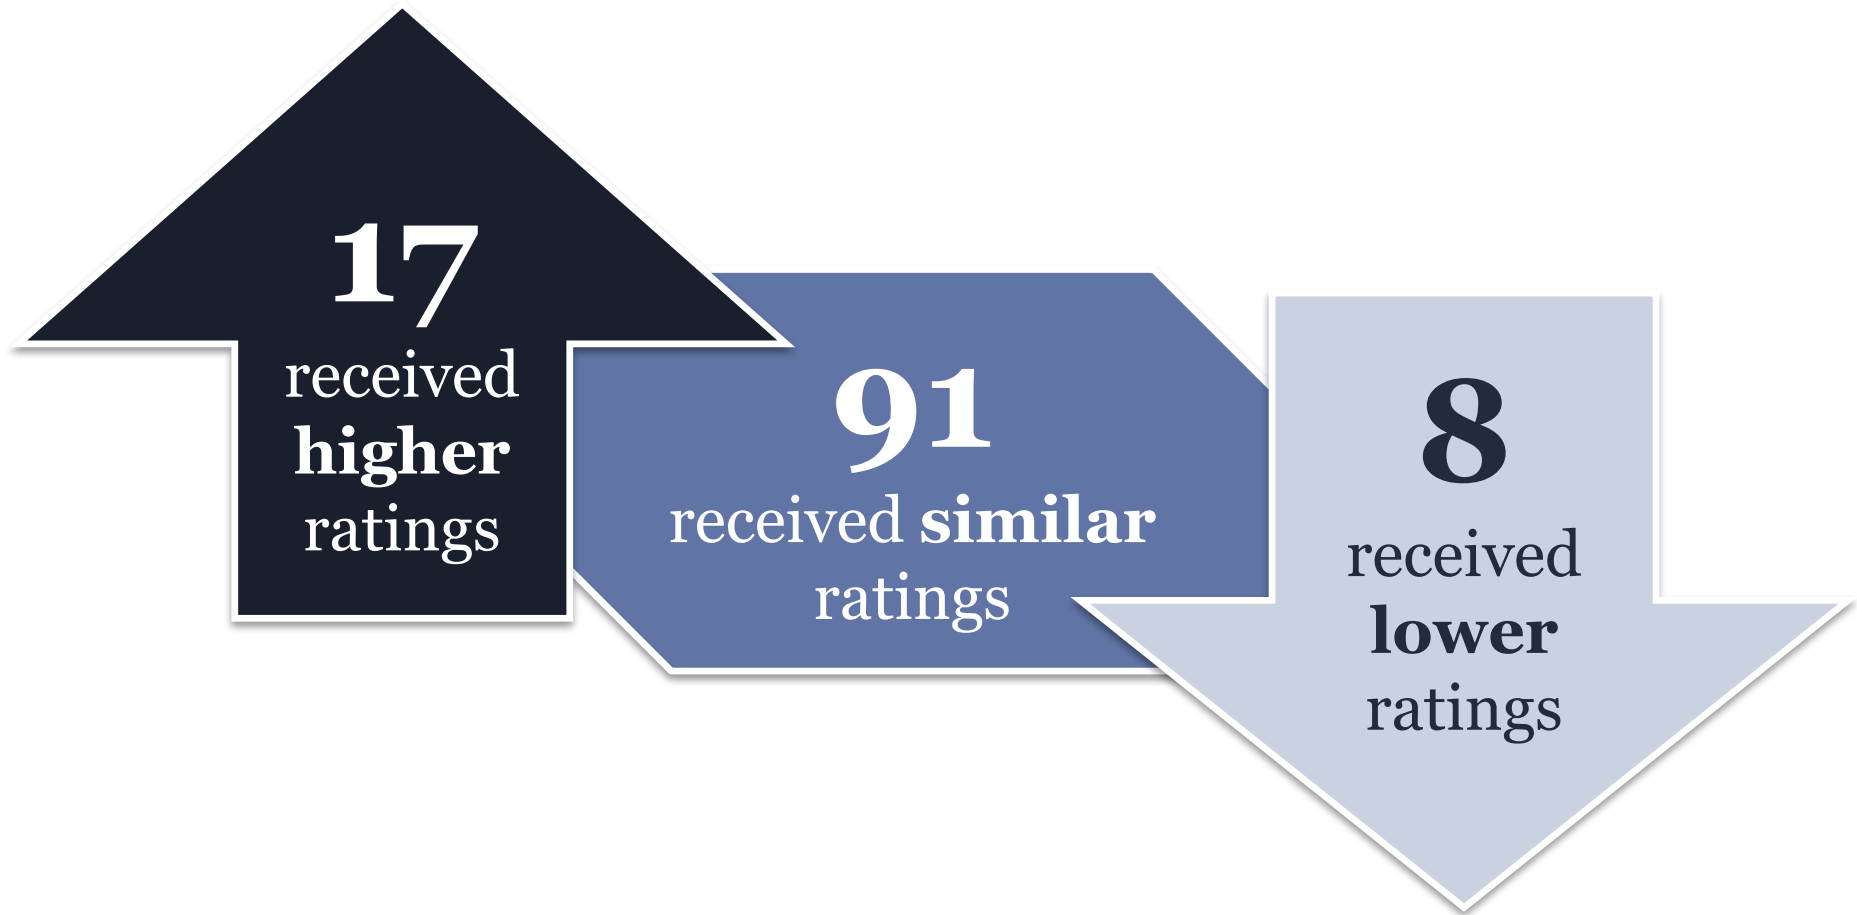 17
received
higher
ratings
91
received similar
ratings
8
received
lower
ratings